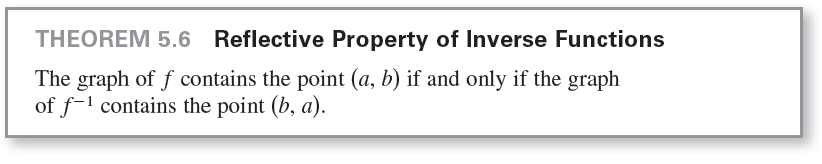 THEOREM 5.6 Reflective Property of Inverse Functions
The graph of f contains the point (a, b) if and only if the graph
of f⁻¹ contains the point (b, a).